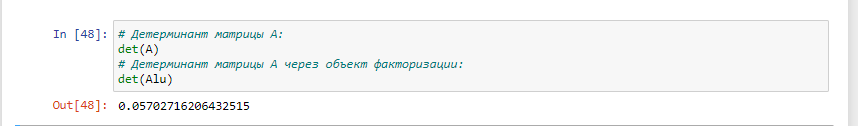 In [48]: # Детерминант матрицы A:
det(A)
# Детерминант матрицы A через объект факторизации:
det(Alu)
Out[48]: 0.05702716206432515